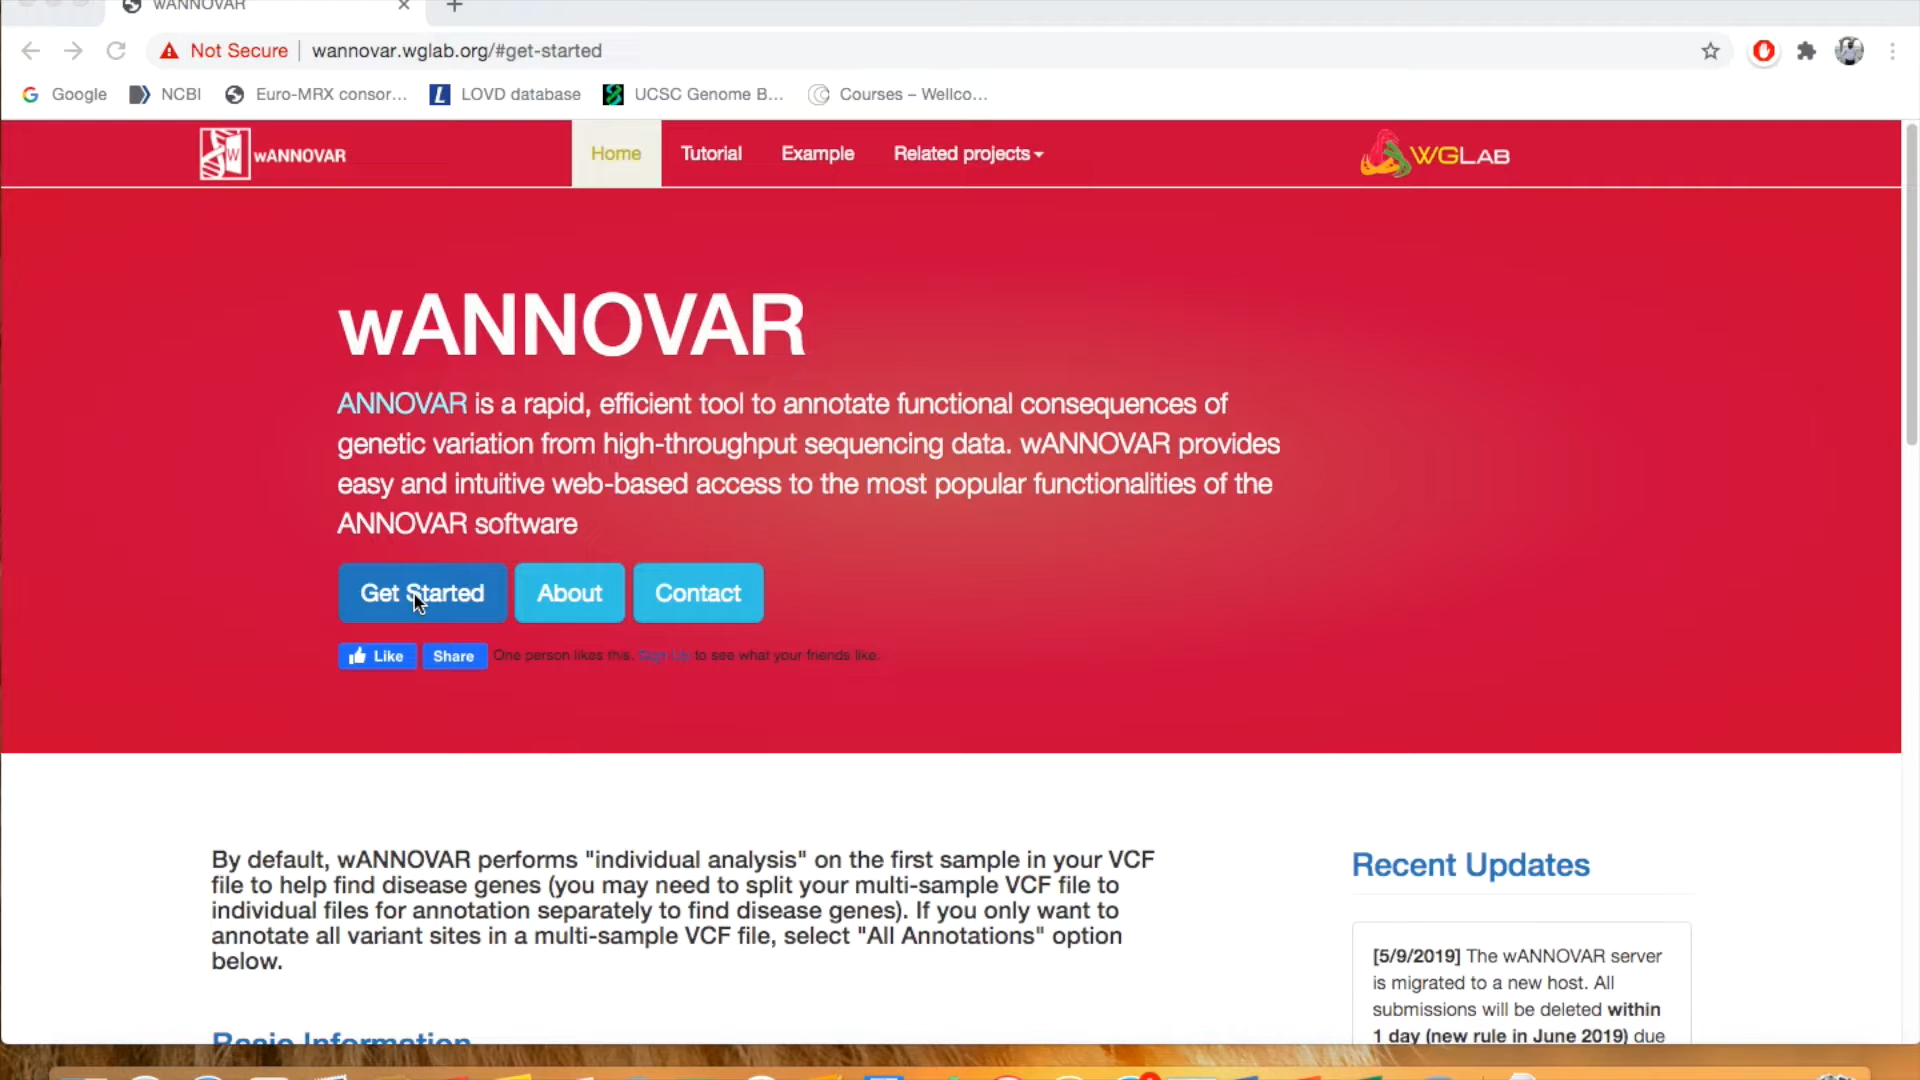 wANNOVAR
Not Secure
wannovar.wglab.org/#get-started
Google
NCBI
Euro-MRX consor...
LOVD database
UCSC Genome B...
Courses – Wellco...
W
wANNOVAR
Home
Tutorial
Example
Related projects
WGLAB
wANNOVAR
ANNOVAR is a rapid, efficient tool to annotate functional consequences of
genetic variation from high-throughput sequencing data. wANNOVAR provides
easy and intuitive web-based access to the most popular functionalities of the
ANNOVAR software
Get Started
About
Contact
Like
Share
One person likes this. Sign Up to see what your friends like.
By default, wANNOVAR performs "individual analysis" on the first sample in your VCF
file to help find disease genes (you may need to split your multi-sample VCF file to
individual files for annotation separately to find disease genes). If you only want to
annotate all variant sites in a multi-sample VCF file, select "All Annotations" option
below.
Basic Information
Recent Updates
[5/9/2019] The wANNOVAR server
is migrated to a new host. All
submissions will be deleted within
1 day (new rule in June 2019) due